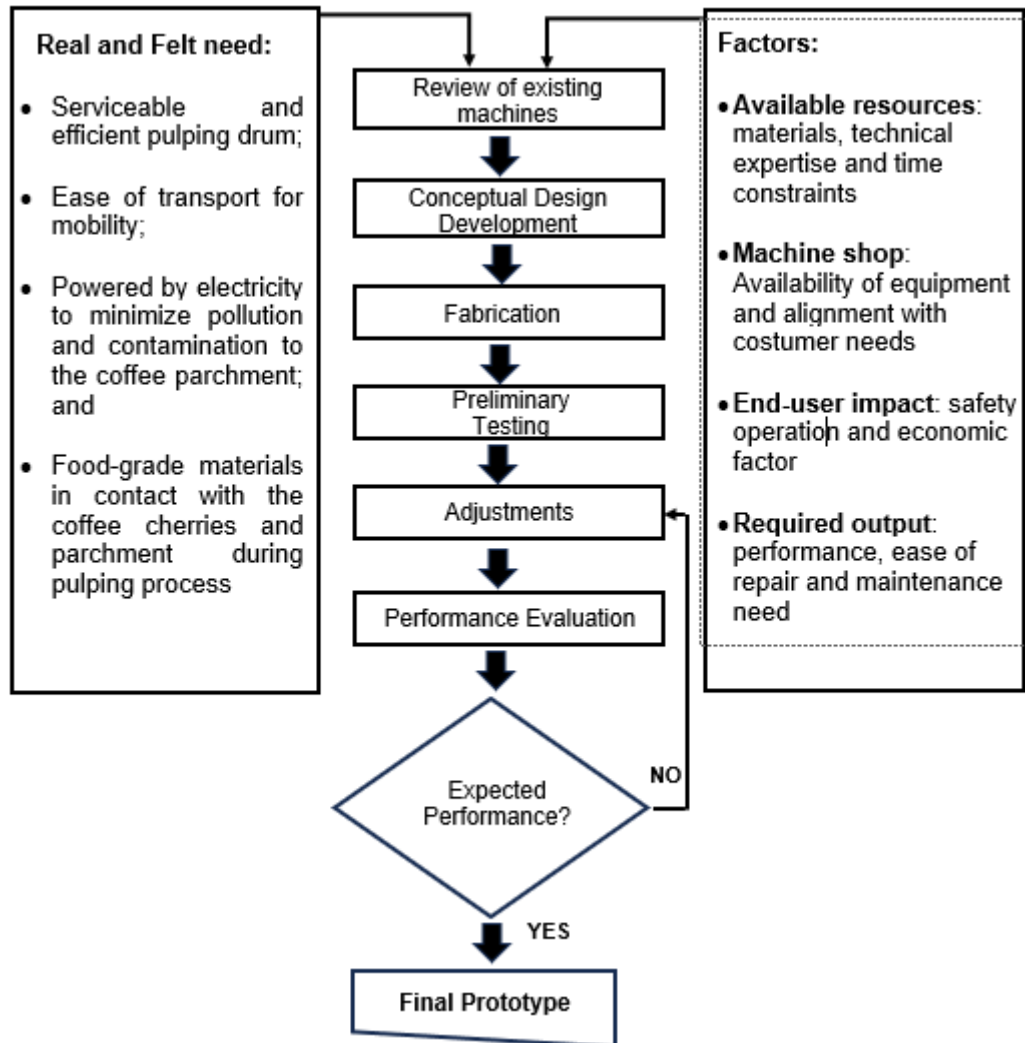 Real and Felt need:
• Serviceable and
efficient pulping drum;
• Ease of transport for
mobility;
• Powered by electricity
to minimize pollution
and contamination to
the coffee parchment;
and
• Food-grade materials
in contact with the
coffee cherries and
parchment during
pulping process
Review of existing
machines
Conceptual Design
Development
Fabrication
Preliminary
Testing
Adjustments
Performance Evaluation
Expected
Performance?
NO
YES
Final Prototype
Factors:
• Available resources:
materials, technical
expertise and time
constraints
• Machine shop:
Availability of equipment
and alignment with
costumer needs
• End-user impact: safety
operation and economic
factor
• Required output:
performance, ease of
repair and maintenance
need